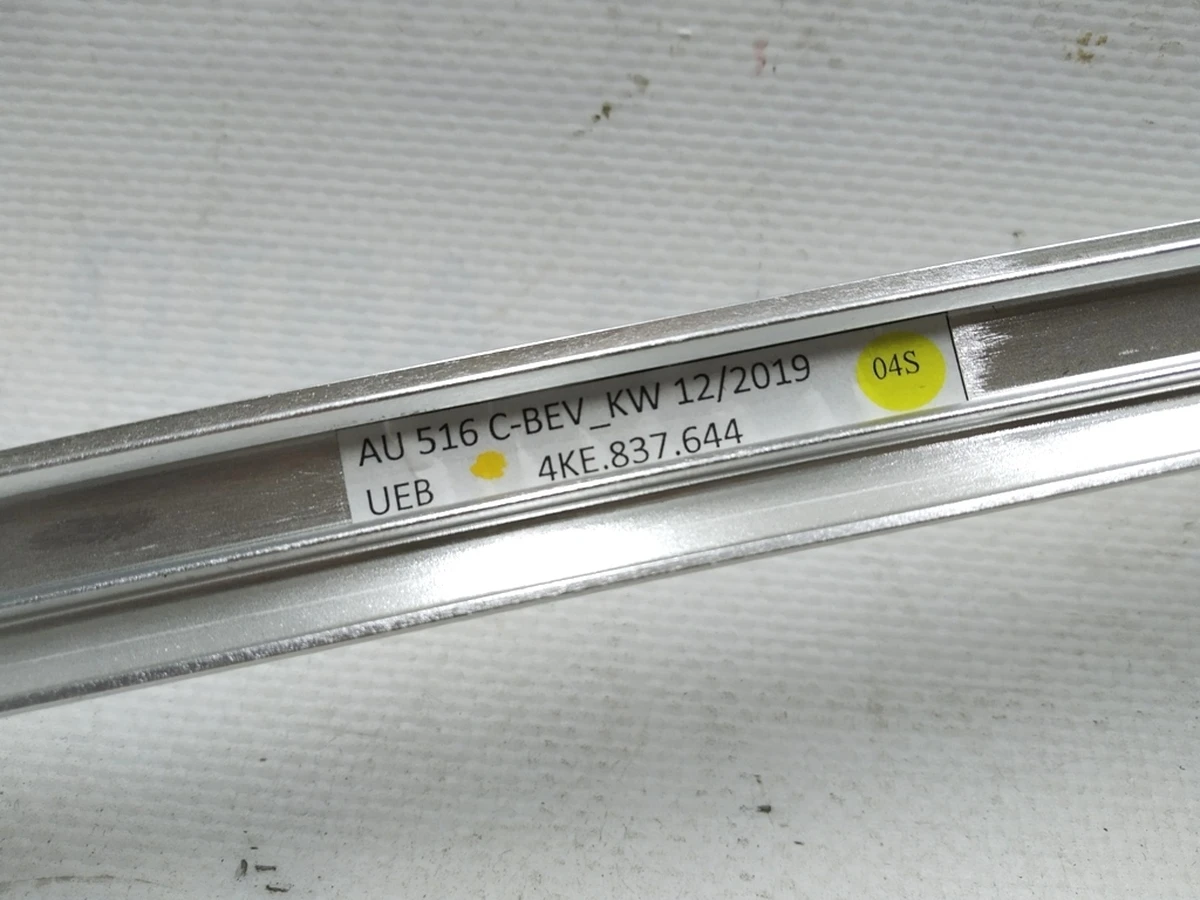 AU 516 C-BEV_KW 12/2019
04S
UEB 4KE.837.644